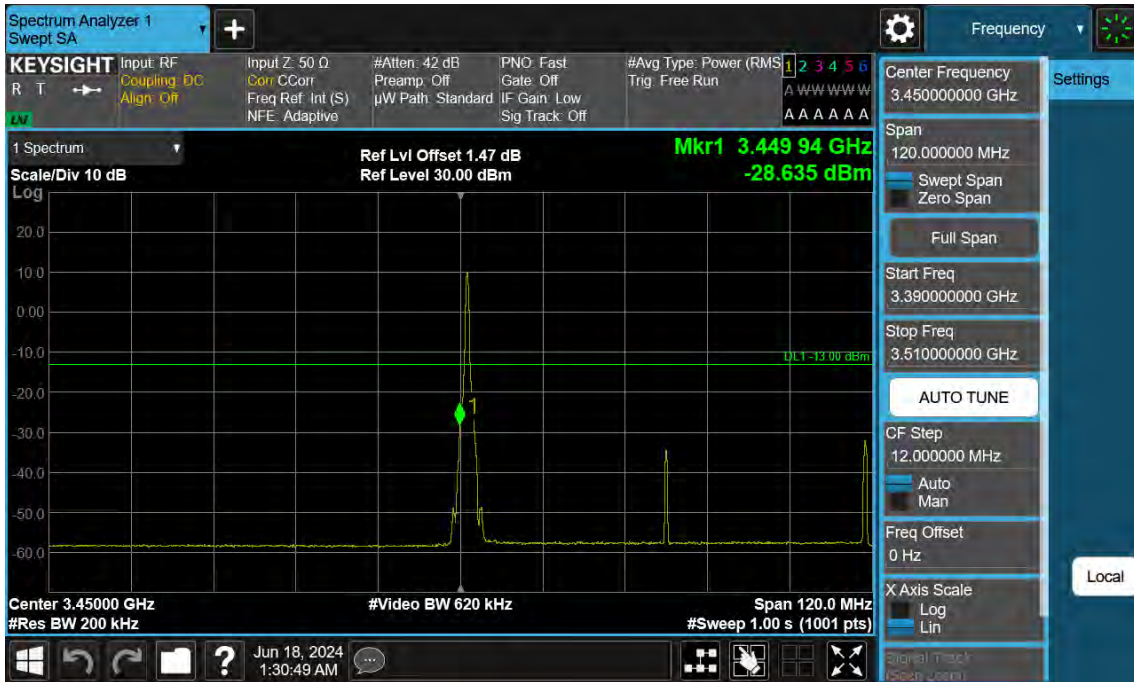 Spectrum Analyzer 1
Swept SA
Frequency
KEYSIGHT
R T
LNI
Input: RF
Coupling: DC
Align: Off
Input Z: 50 Ω
Corr CCorr
Freq Ref: Int (S)
NFE: Adaptive
#Atten: 42 dB
Preamp: Off
µW Path: Standard
PNO: Fast
Gate: Off
IF Gain: Low
Sig Track: Off
#Avg Type: Power (RMS
Trig: Free Run
1 2 3 4 5 6
A W W W W W
A A A A A A
1 Spectrum
Scale/Div 10 dB
Ref Lvl Offset 1.47 dB
Ref Level 30.00 dBm
Mkr1 3.449 94 GHz
-28.635 dBm
Log
20.0
10.0
0.00
-10.0
DL1 -13.00 dBm
-20.0
1
-30.0
-40.0
-50.0
-60.0
Center 3.45000 GHz
#Video BW 620 kHz
Span 120.0 MHz
#Res BW 200 kHz
#Sweep 1.00 s (1001 pts)
Center Frequency
3.450000000 GHz
Settings
Span
120.000000 MHz
Swept Span
Zero Span
Full Span
Start Freq
3.390000000 GHz
Stop Freq
3.510000000 GHz
AUTO TUNE
CF Step
12.000000 MHz
Auto
Man
Freq Offset
0 Hz
X Axis Scale
Log
Lin
Local
Signal Track
(Span Zoom)
Jun 18, 2024
1:30:49 AM